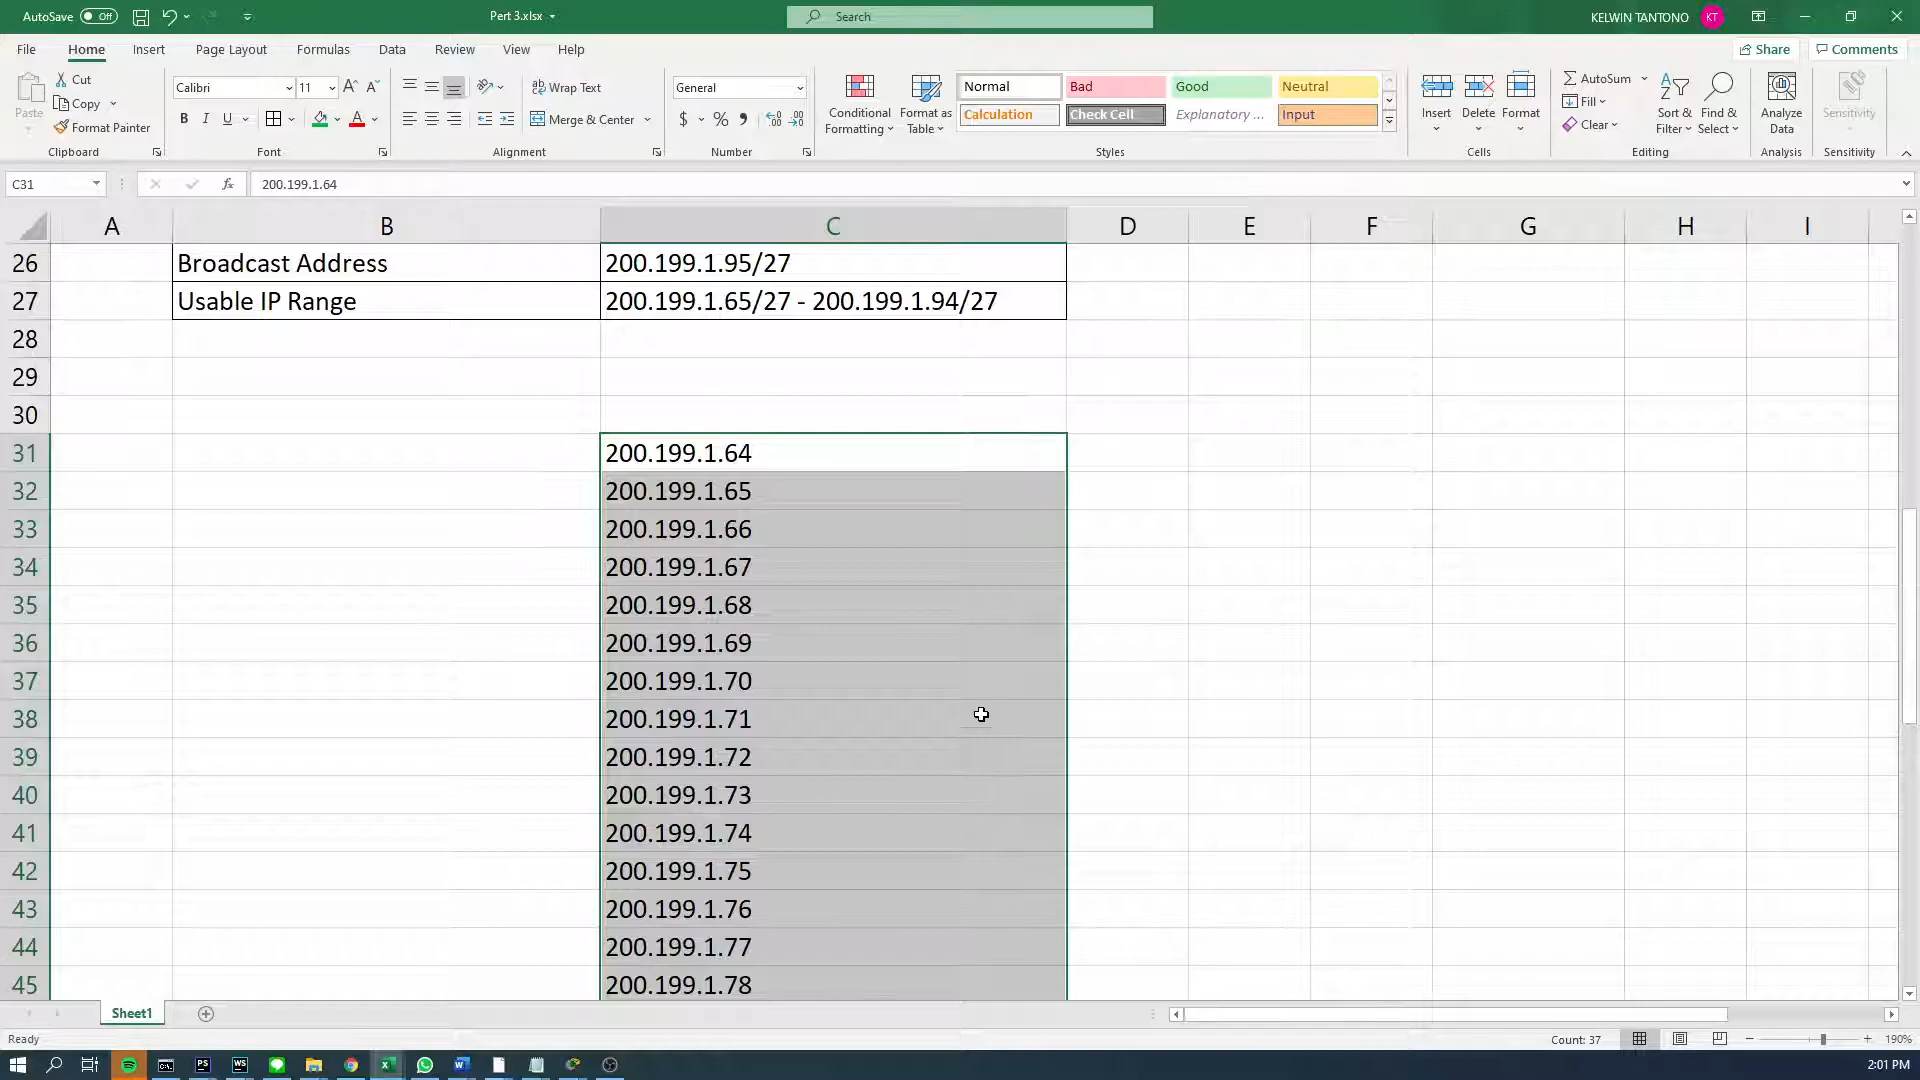 AutoSave Off Pert 3.xlsx Search KELWIN TANTONO KT
File Home Insert Page Layout Formulas Data Review View Help Share Comments
Paste Cut Copy Format Painter Clipboard
Calibri 11 A A B I U A Font
Wrap Text Merge & Center Alignment
General $ % Number
Conditional Formatting Format as Table Normal Bad Good Neutral Calculation Check Cell Explanatory ... Input Styles
Insert Delete Format Cells
AutoSum Fill Clear Sort & Filter Find & Select Editing
Analyze Data Analysis Sensitivity Sensitivity
C31 fx 200.199.1.64
A B C D E F G H I
26 Broadcast Address 200.199.1.95/27
27 Usable IP Range 200.199.1.65/27 - 200.199.1.94/27
28
29
30
31 200.199.1.64
32 200.199.1.65
33 200.199.1.66
34 200.199.1.67
35 200.199.1.68
36 200.199.1.69
37 200.199.1.70
38 200.199.1.71
39 200.199.1.72
40 200.199.1.73
41 200.199.1.74
42 200.199.1.75
43 200.199.1.76
44 200.199.1.77
45 200.199.1.78
Sheet1
Ready Count: 37 190%
PS WS 2:01 PM